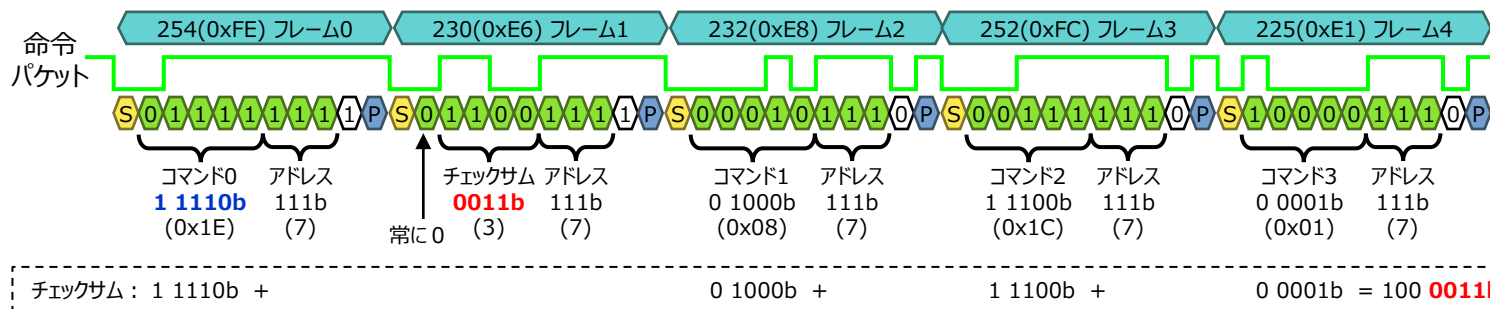 254(0xFE) フレーム0 230(0xE6) フレーム1 232(0xE8) フレーム2 252(0xFC) フレーム3 225(0xE1) フレーム4
命令
パケット
S 0 1 1 1 1 1 1 1 1 P S 0 1 1 0 0 1 1 1 1 P S 0 0 0 1 0 1 1 1 0 P S 0 0 1 1 1 1 1 1 0 P S 1 0 0 0 0 1 1 1 0 P
コマンド0 アドレス チェックサム アドレス コマンド1 アドレス コマンド2 アドレス コマンド3 アドレス
1 1110b 111b 0011b 111b 0 1000b 111b 1 1100b 111b 0 0001b 111b
(0x1E) (7) 常に0 (3) (7) (0x08) (7) (0x1C) (7) (0x01) (7)
チェックサム : 1 1110b + 0 1000b + 1 1100b + 0 0001b = 100 0011b